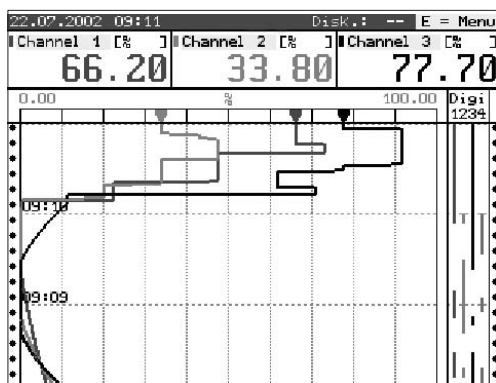 22.07.2002 09:11 Disk.: -- E = Menu
Channel 1 [% ] Channel 2 [% ] Channel 3 [% ]
66.20 33.80 77.70
0.00 % 100.00 Digi
1234
09:10
09:09